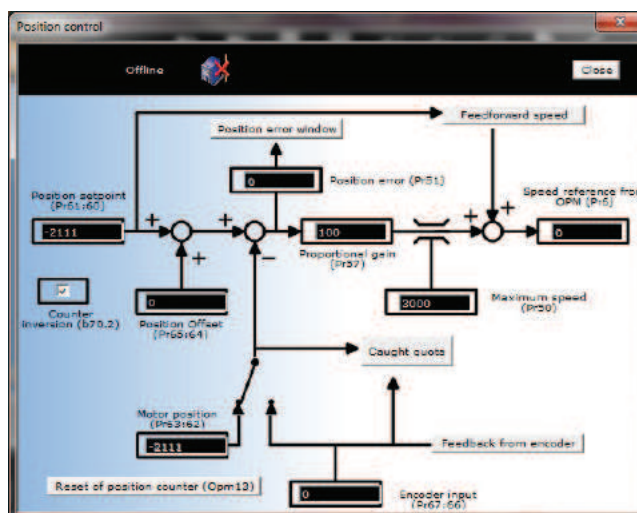 Position control
Offline
Close
Feedforward speed
Position error window
0
Position error (Pr51)
Position setpoint
(Pr61:60)
-2111
+
+
+
-
100
Proportional gain
(Pr57)
+
+
Speed reference from
OPM (Pr6)
0
Counter
inversion (b70.2)
0
Position Offset
(Pr65:64)
3000
Maximum speed
(Pr50)
Caught quota
Motor position
(Pr63:62)
-2111
Feedback from encoder
Reset of position counter (Opm13)
0
Encoder input
(Pr67:66)